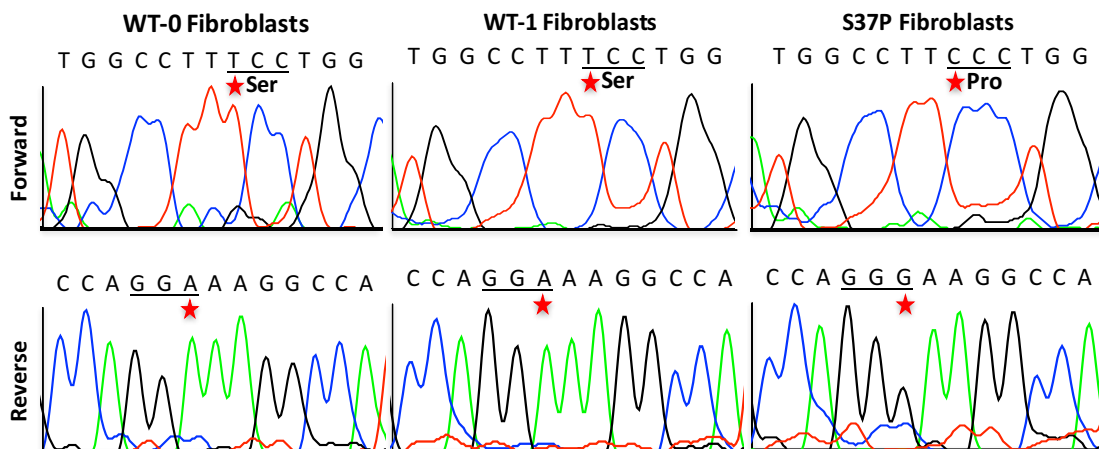 WT-0 Fibroblasts
WT-1 Fibroblasts
S37P Fibroblasts
T G G C C T T T C C T G G
T G G C C T T T C C T G G
T G G C C T T C C C T G G
Ser
Ser
Pro
Forward
C C A G G A A A G G C C A
C C A G G A A A G G C C A
C C A G G G A A G G C C A
Reverse